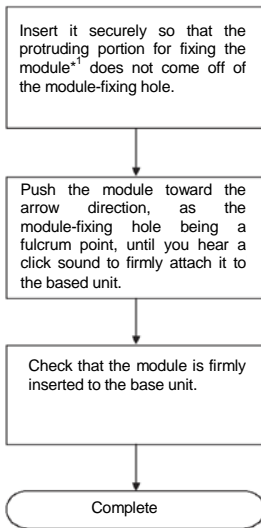 Insert it securely so that the
protruding portion for fixing the
module*1 does not come off of
the module-fixing hole.
Push the module toward the
arrow direction, as the
module-fixing hole being a
fulcrum point, until you hear a
click sound to firmly attach it to
the based unit.
Check that the module is firmly
inserted to the base unit.
Complete